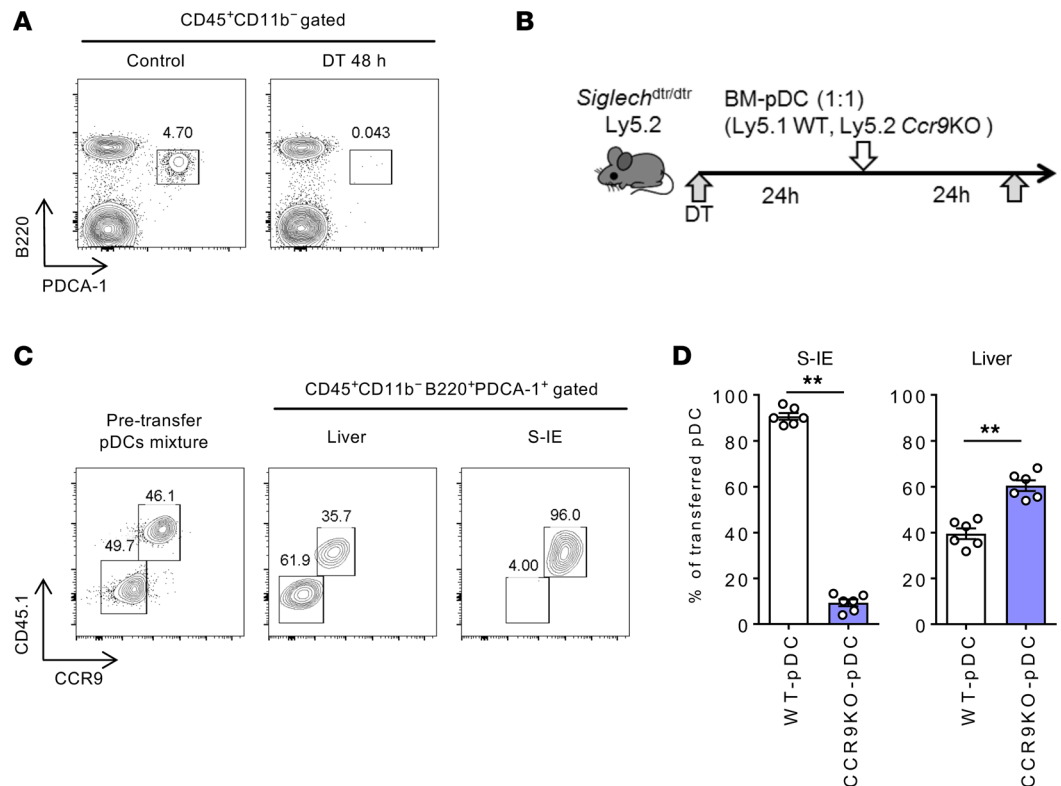 A
CD45⁺CD11b⁻ gated
Control
DT 48 h
4.70
0.043
B220
PDCA-1
B
Siglech^dtr/dtr
Ly5.2
BM-pDC (1:1)
(Ly5.1 WT, Ly5.2 Ccr9KO )
24h
24h
DT
C
CD45⁺CD11b⁻ B220⁺PDCA-1⁺ gated
Pre-transfer
pDCs mixture
Liver
S-IE
46.1
49.7
35.7
61.9
96.0
4.00
CD45.1
CCR9
D
S-IE
Liver
**
**
% of transferred pDC
100
80
60
40
20
0
100
80
60
40
20
0
WT-pDC
CCR9KO-pDC
WT-pDC
CCR9KO-pDC